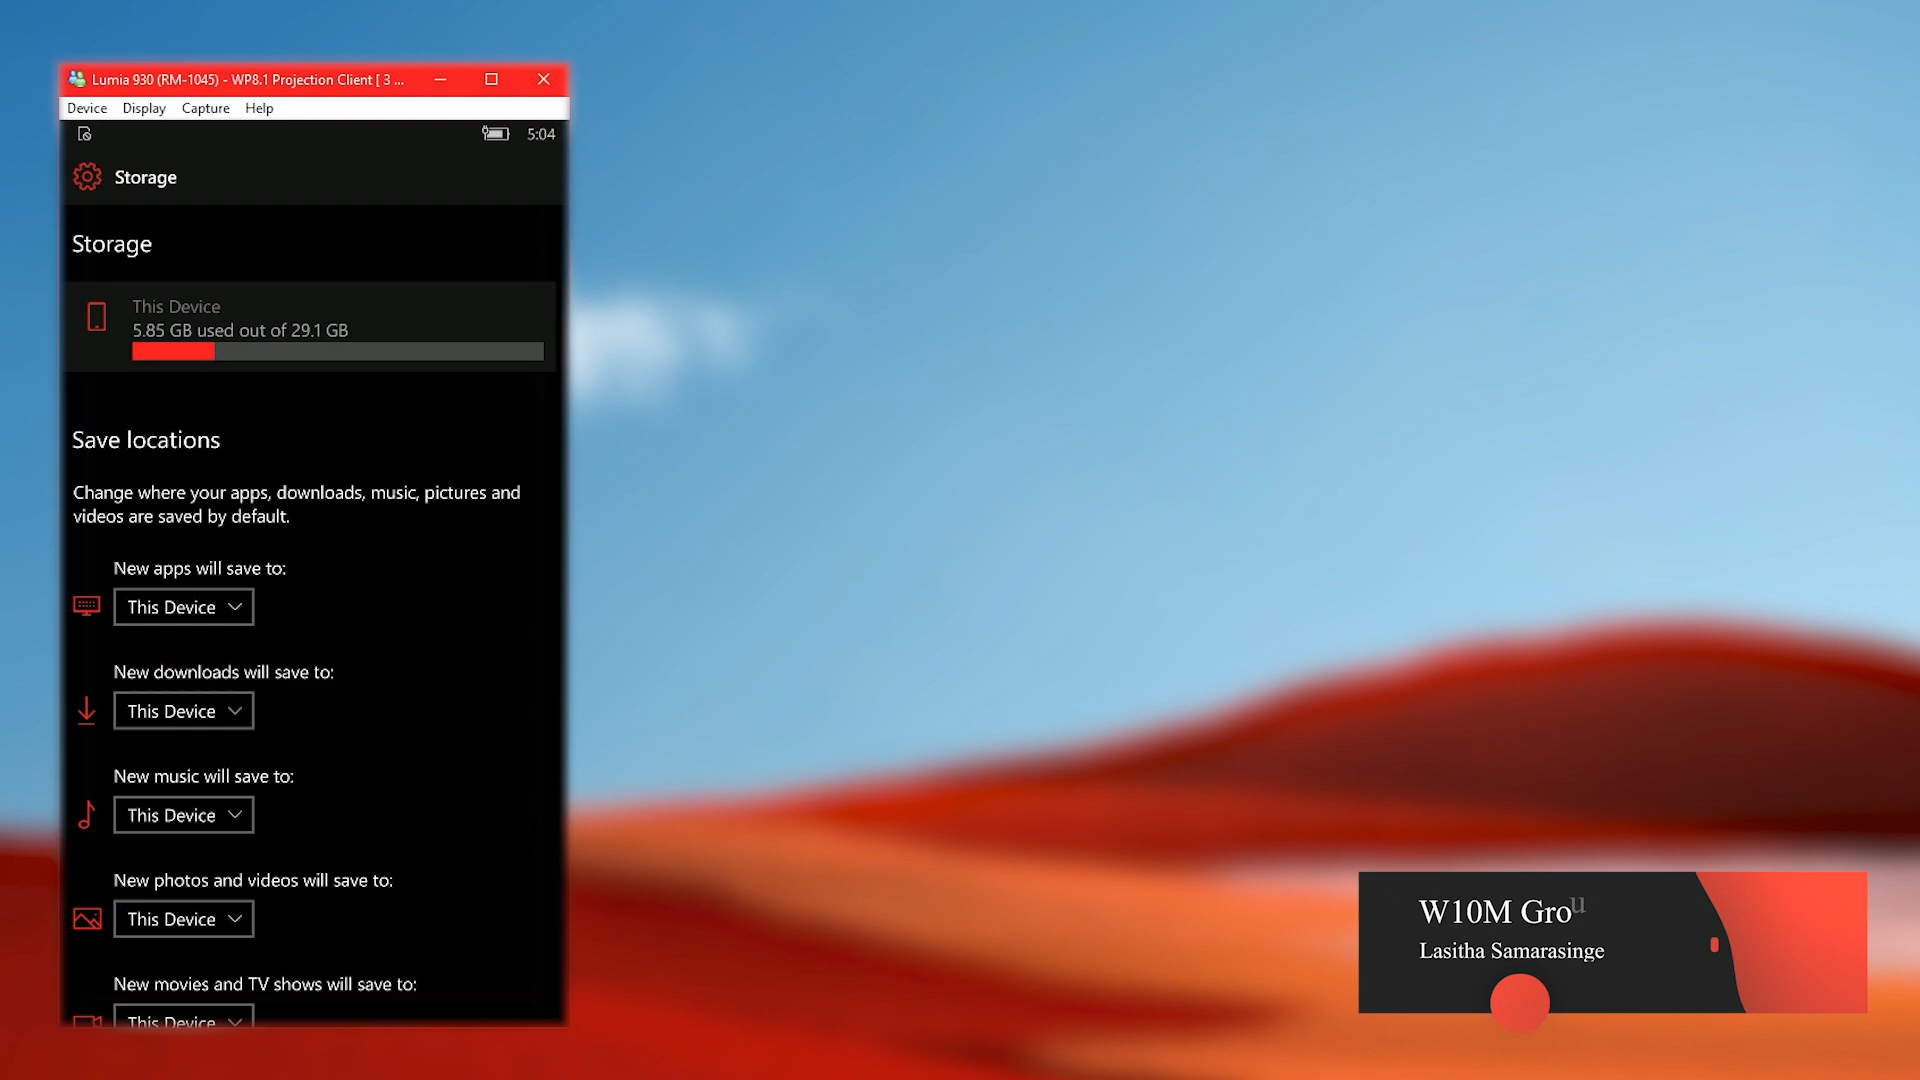 Lumia 930 (RM-1045) - WP8.1 Projection Client [ 3 ...
Device Display Capture Help
5:04
Storage
Storage
This Device
5.85 GB used out of 29.1 GB
Save locations
Change where your apps, downloads, music, pictures and
videos are saved by default.
New apps will save to:
This Device
New downloads will save to:
This Device
New music will save to:
This Device
New photos and videos will save to:
This Device
New movies and TV shows will save to:
This Device
W10M Grou
Lasitha Samarasinge